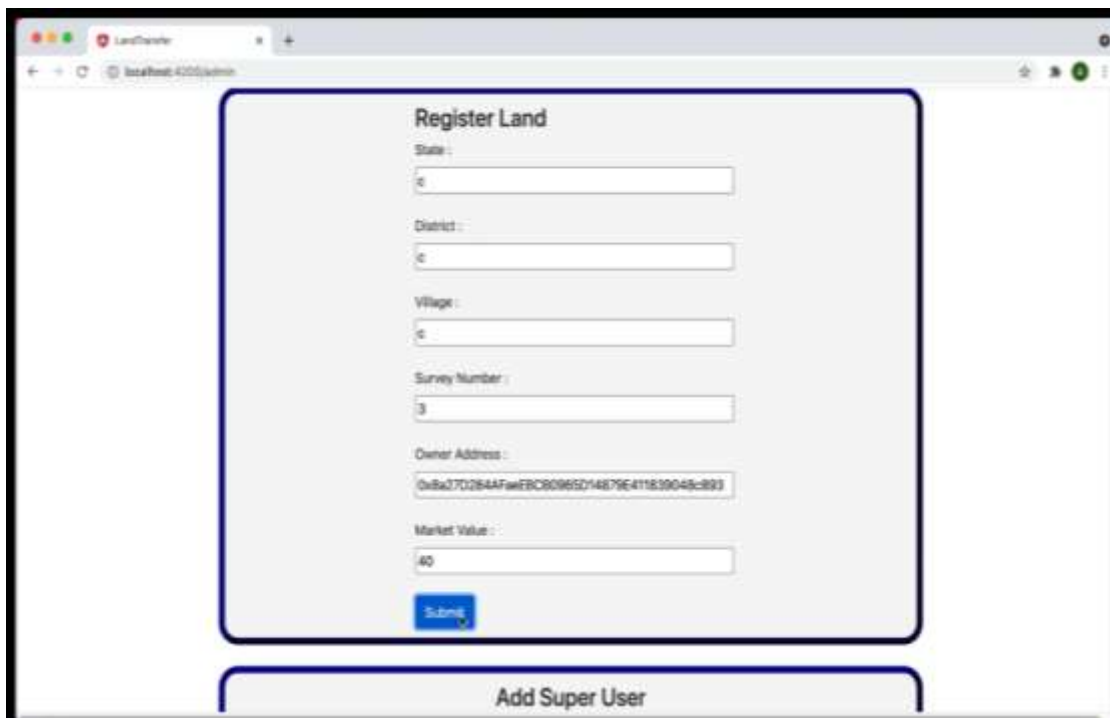 LandTransfer
localhost:4200/admin
Register Land
State :
c
District :
c
Village :
c
Survey Number :
3
Owner Address :
Market Value :
40
Submit
Add Super User